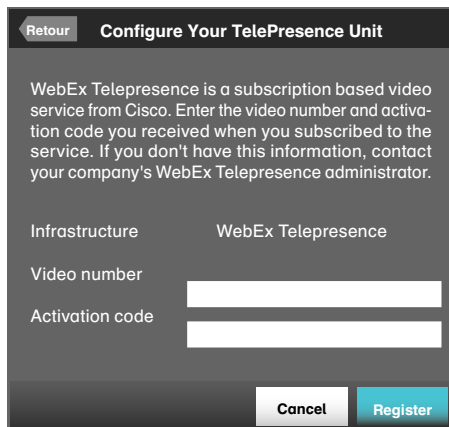 Retour Configure Your TelePresence Unit
WebEx Telepresence is a subscription based video
service from Cisco. Enter the video number and activa-
tion code you received when you subscribed to the
service. If you don't have this information, contact
your company's WebEx Telepresence administrator.
Infrastructure WebEx Telepresence
Video number
Activation code
Cancel Register